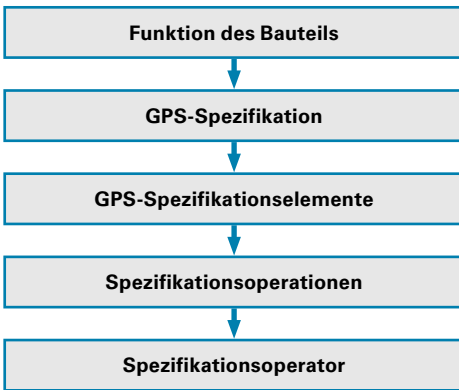 Funktion des Bauteils
GPS-Spezifikation
GPS-Spezifikationselemente
Spezifikationsoperationen
Spezifikationsoperator